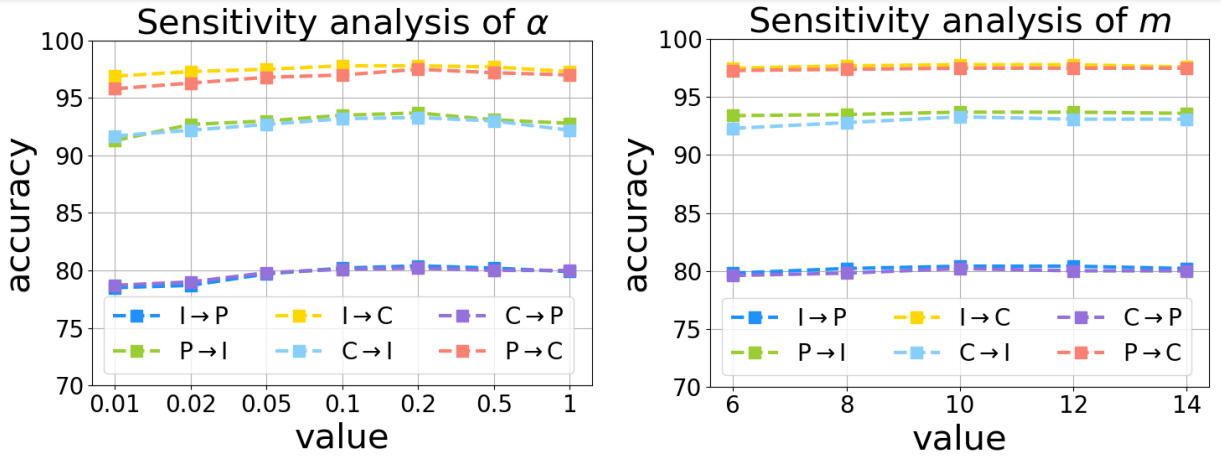 Sensitivity analysis of α
100
95
90
85
80
75
70
accuracy
I→P I→C C→P
P→I C→I P→C
0.01 0.02 0.05 0.1 0.2 0.5 1
value
Sensitivity analysis of m
100
95
90
85
80
75
70
accuracy
I→P I→C C→P
P→I C→I P→C
6 8 10 12 14
value